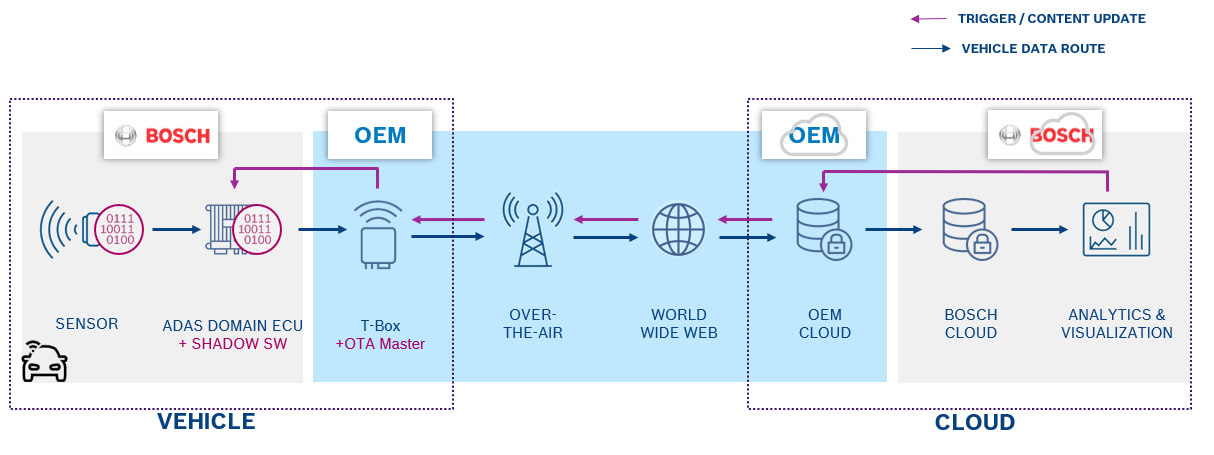 TRIGGER / CONTENT UPDATE
VEHICLE DATA ROUTE
BOSCH
OEM
OEM
BOSCH
0111
10011
0100
0111
10011
0100
SENSOR
ADAS DOMAIN ECU
+ SHADOW SW
T-Box
+OTA Master
OVER-
THE-AIR
WORLD
WIDE WEB
OEM
CLOUD
BOSCH
CLOUD
ANALYTICS &
VISUALIZATION
VEHICLE
CLOUD